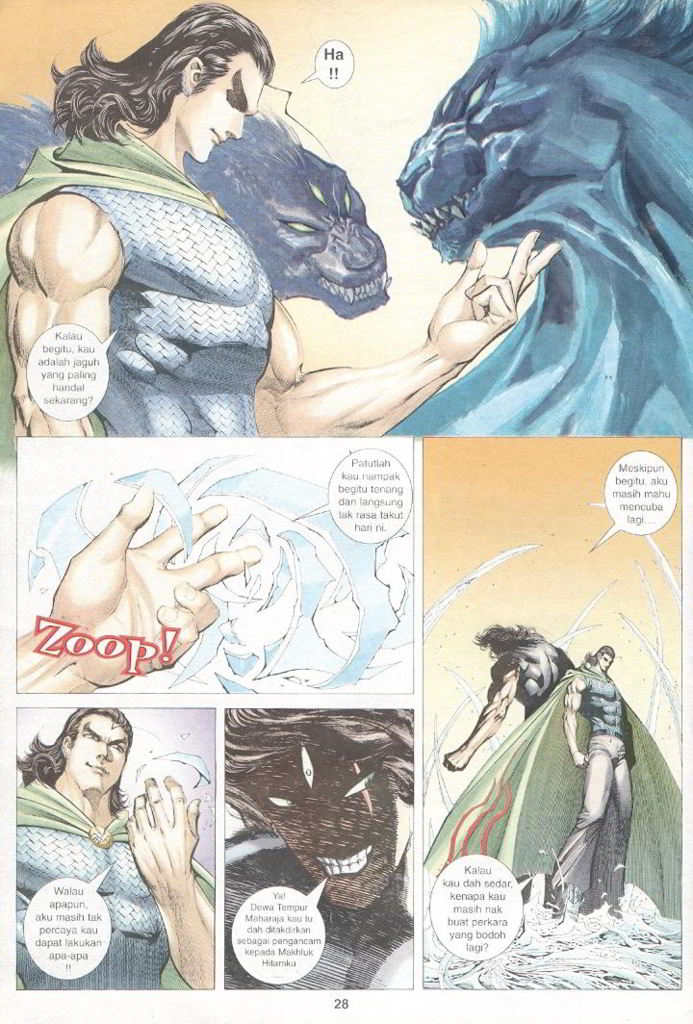 Ha
!!
Kalau
begitu, kau
adalah jaguh
yang paling
handal
sekarang?
Patutlah
kau nampak
begitu tenang
dan langsung
tak rasa takut
hari ni.
Zoop!
Meskipun
begitu, aku
masih mahu
mencuba
lagi....
Walau
apapun,
aku masih tak
percaya kau
dapat lakukan
apa-apa
!!
Ya!
Dewa Tempur
Maharaja kau tu
dah ditakdirkan
sebagai pengancam
kepada Makhluk
Hitamku
Kalau
kau dah sedar,
kenapa kau
masih nak
buat perkara
yang bodoh
lagi?
28